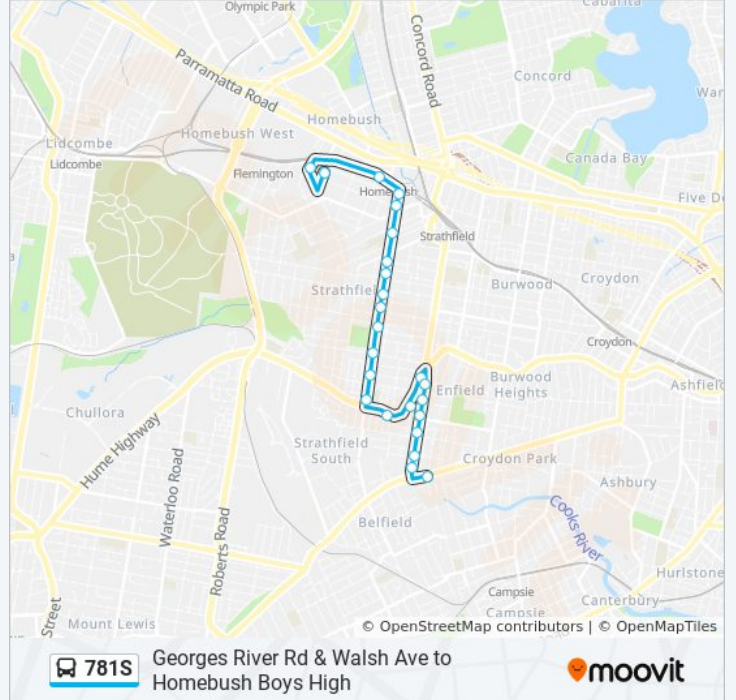 Cabarita
Olympic Park
Concord Road
Parramatta Road
Concord
Homebush
Homebush West
Lidcombe
Lidcombe
Canada Bay
Flemington
Homebush
Five D
Strathfield
Croydon
Burwood
Strathfield
Croydon
Burwood
Heights
Enfield
Ashfield
Chullora
Hume Highway
Strathfield
South
Croydon Park
Waterloo Road
Ashbury
Cooks River
Belfield
Roberts Road
Hurlstone
Campsie
Campsie
Canterbury
Street
Mount Lewis
© OpenStreetMap contributors | © OpenMapTiles
781S
Georges River Rd & Walsh Ave to
Homebush Boys High
moovit